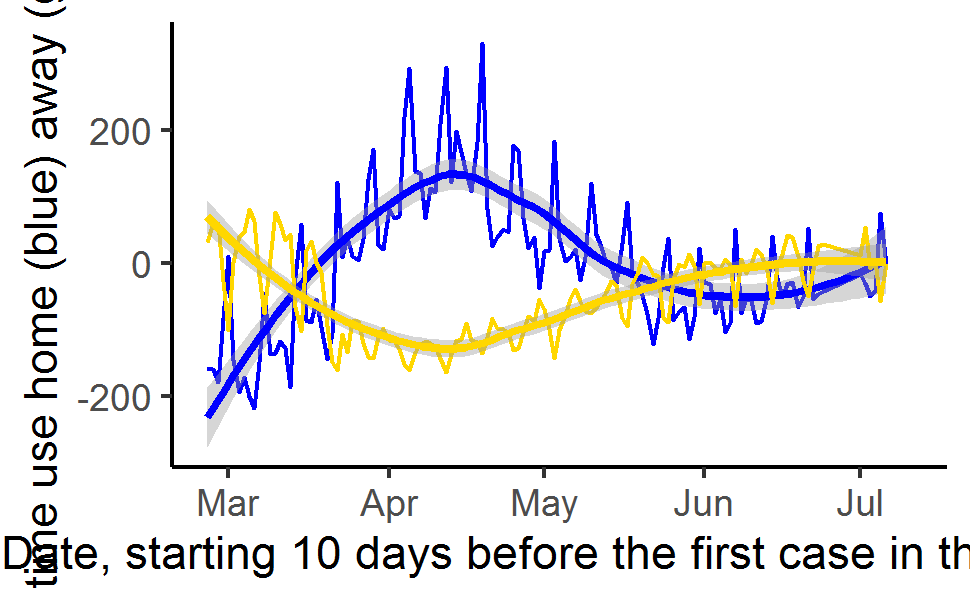 time use home (blue) away (
200
0
-200
Mar Apr May Jun Jul
Date, starting 10 days before the first case in th